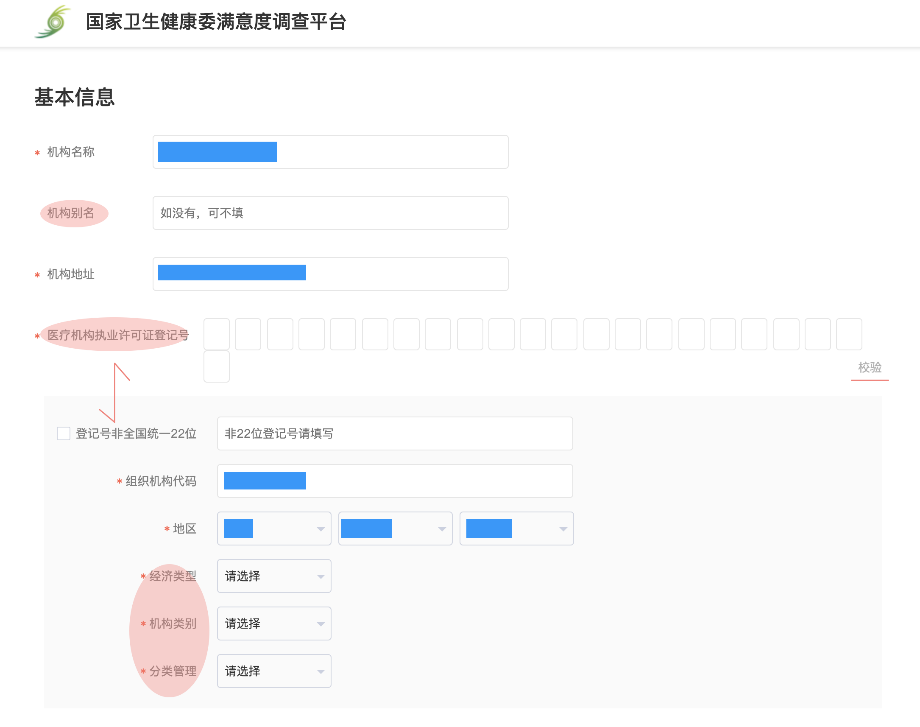 国家卫生健康委满意度调查平台
基本信息
* 机构名称
机构别名 如没有，可不填
* 机构地址
* 医疗机构执业许可证登记号
校验
登记号非全国统一22位 非22位登记号请填写
* 组织机构代码
* 地区
* 经济类型 请选择
* 机构类别 请选择
* 分类管理 请选择